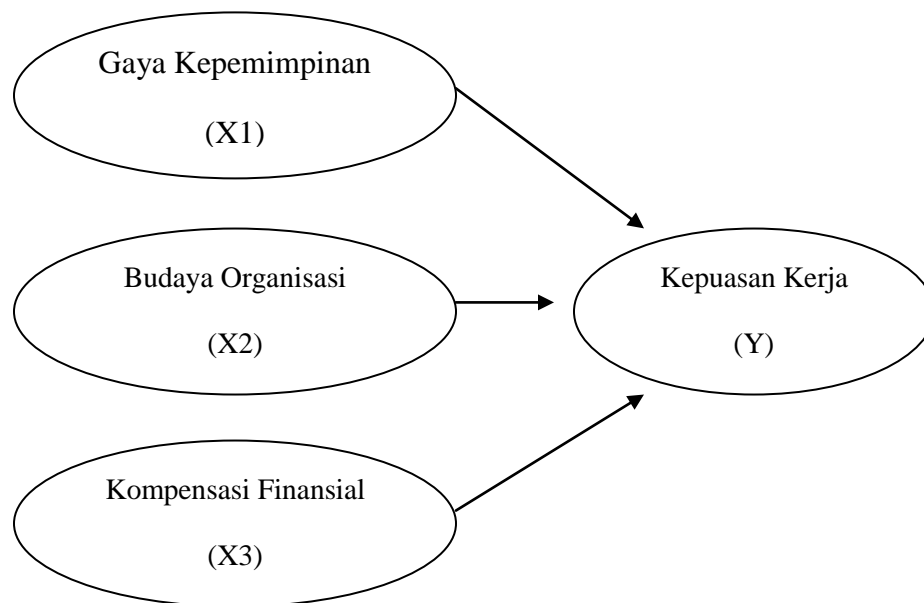 Gaya Kepemimpinan
(X1)
Budaya Organisasi
(X2)
Kepuasan Kerja
(Y)
Kompensasi Finansial
(X3)